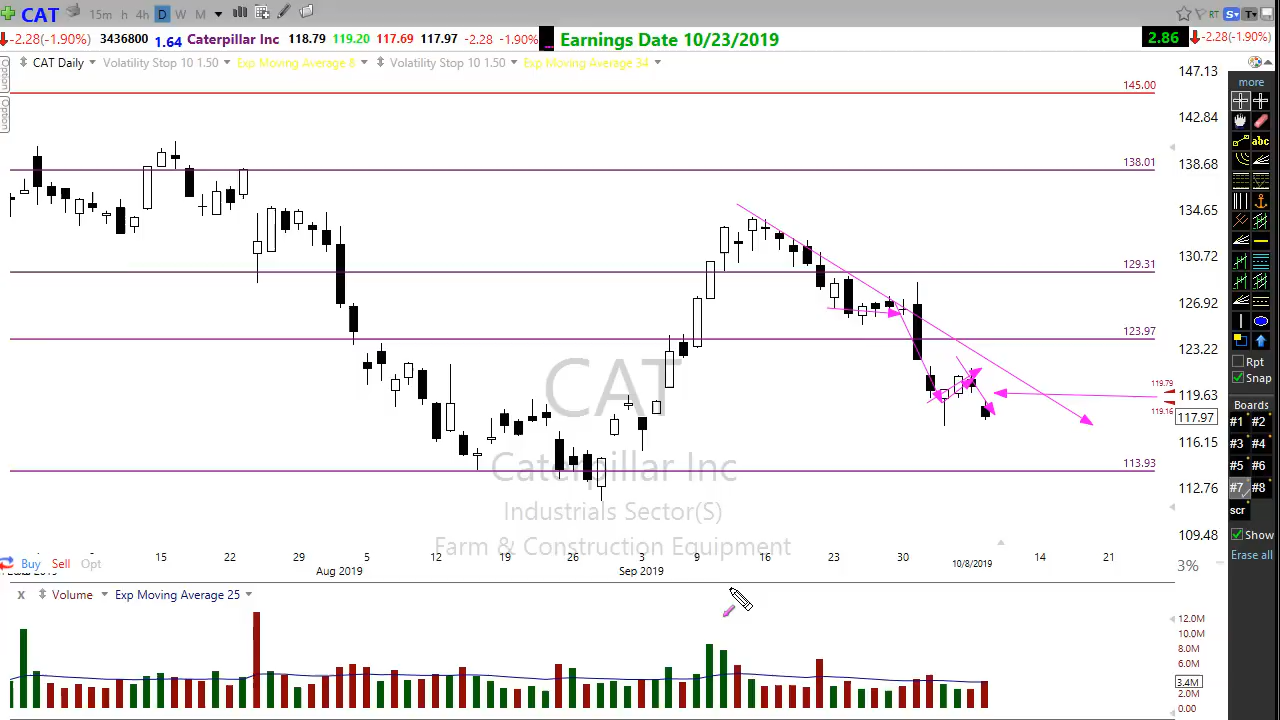 CAT 15m h 4h D W M RT S T
-2.28(-1.90%) 3436800 1.64 Caterpillar Inc 118.79 119.20 117.69 117.97 -2.28 -1.90% Earnings Date 10/23/2019 2.86 -2.28(-1.90%)
CAT Daily Volatility Stop 10 1.50 Exp Moving Average 8 Volatility Stop 10 1.50 Exp Moving Average 34
Option
Option
145.00
138.01
129.31
123.97
113.93
147.13
142.84
138.68
134.65
130.72
126.92
123.22
119.79
119.63
119.16
117.97
116.15
112.76
109.48
3%
CAT
Caterpillar Inc
Industrials Sector(S)
Farm & Construction Equipment
15 22 29 5 12 19 26 3 9 16 23 30 10/8/2019 14 21
Aug 2019 Sep 2019
Buy Sell Opt
X Volume Exp Moving Average 25
12.0M
10.0M
8.0M
6.0M
3.4M
2.0M
0.00
more
abc
Rpt
Snap
Boards
#1 #2
#3 #4
#5 #6
#7 #8
scr
Show
Erase all